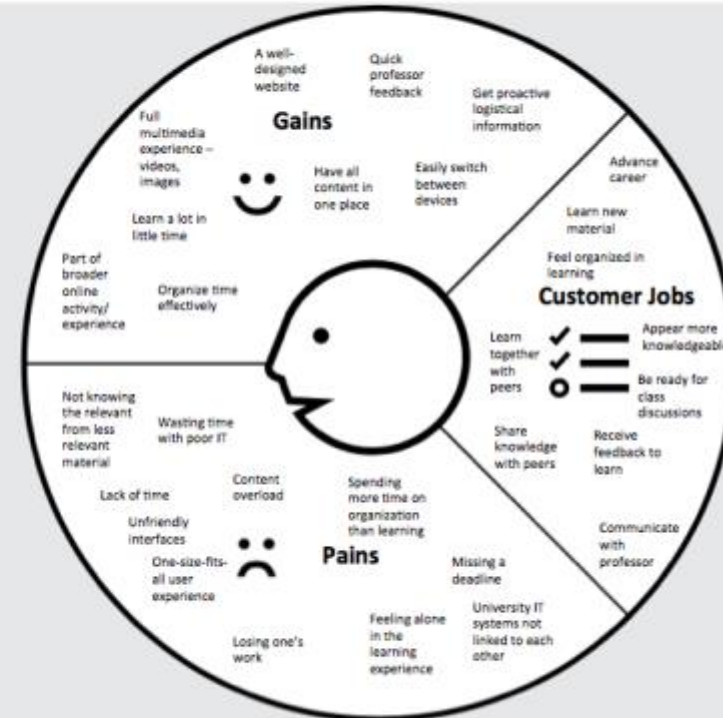 A well-
designed
website
Quick
professor
feedback
Get proactive
logistical
information
Gains
Full
multimedia
experience –
videos,
images
Have all
content in
one place
Easily switch
between
devices
Learn a lot in
little time
Part of
broader
online
activity/
experience
Organize time
effectively
Advance
career
Learn new
material
Feel organized in
learning
Customer Jobs
Learn
together
with
peers
Appear more
knowledgeable
Be ready for
class
discussions
Share
knowledge
with peers
Receive
feedback to
learn
Communicate
with
professor
Not knowing
the relevant
from less
relevant
material
Wasting time
with poor IT
Lack of time
Content
overload
Spending
more time on
organization
than learning
Unfriendly
interfaces
One-size-fits-
all user
experience
Pains
Missing a
deadline
Losing one's
work
Feeling alone
in the
learning
experience
University IT
systems not
linked to each
other